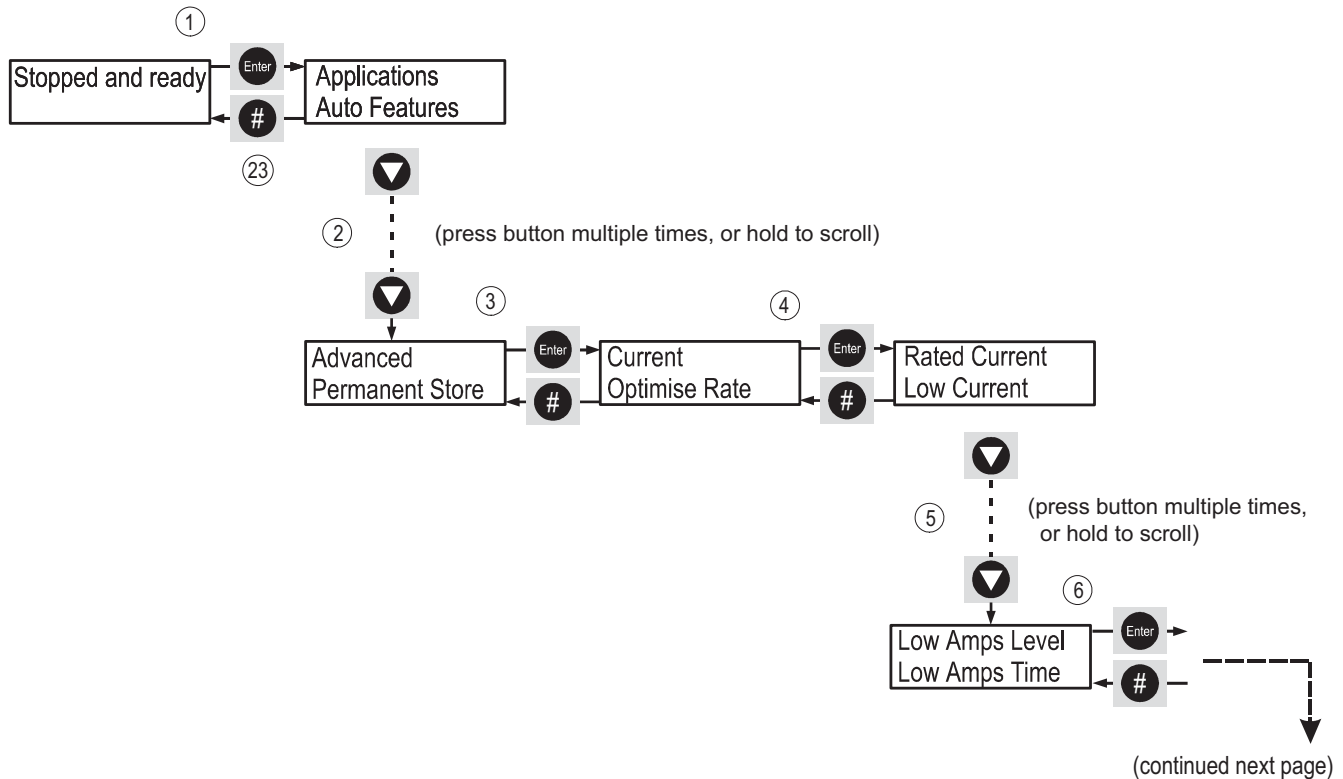 1
Stopped and ready
Enter
Applications
Auto Features
#
23
2
(press button multiple times, or hold to scroll)
3
4
Advanced
Permanent Store
Enter
#
Current
Optimise Rate
Enter
#
Rated Current
Low Current
5
(press button multiple times,
or hold to scroll)
6
Low Amps Level
Low Amps Time
Enter
#
(continued next page)